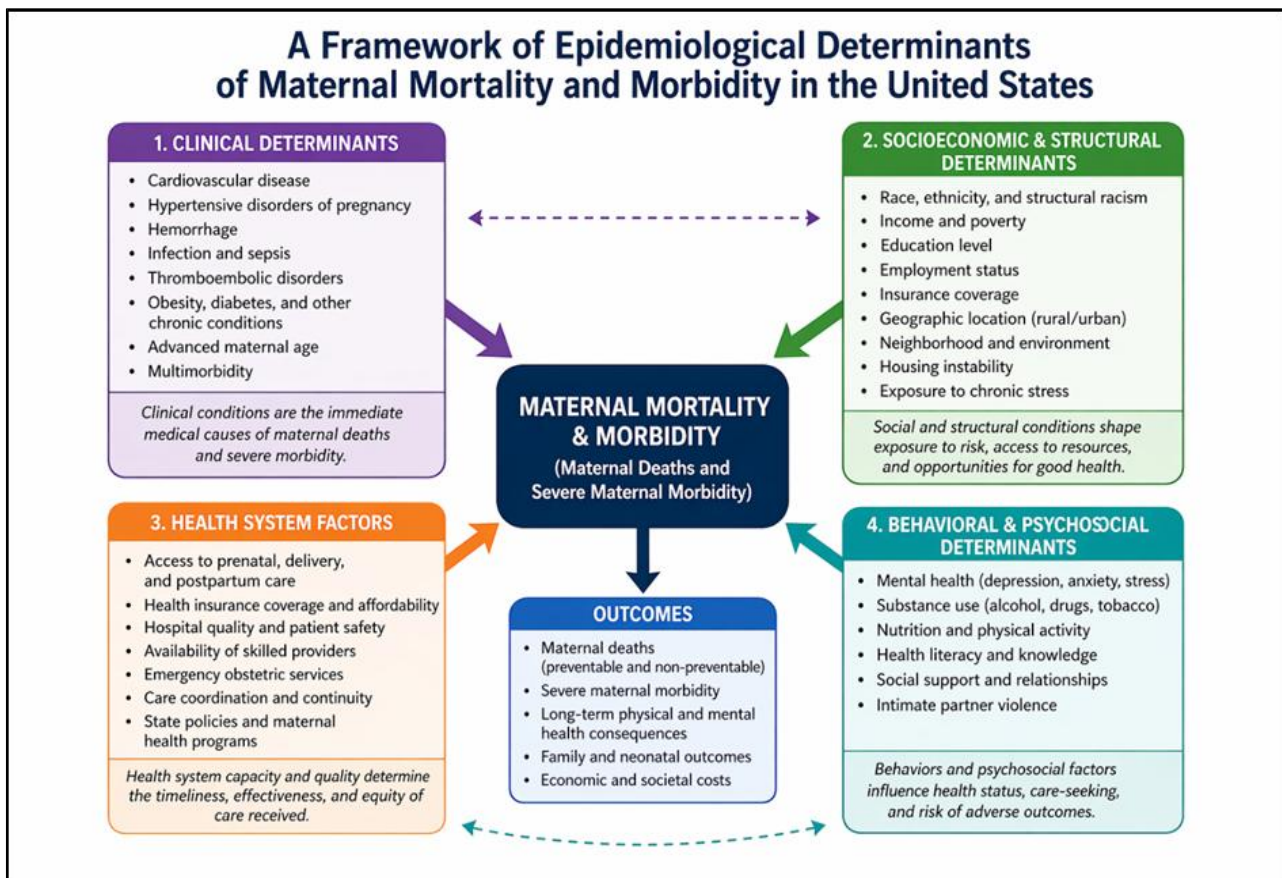 A Framework of Epidemiological Determinants
of Maternal Mortality and Morbidity in the United States
1. CLINICAL DETERMINANTS
• Cardiovascular disease
• Hypertensive disorders of pregnancy
• Hemorrhage
• Infection and sepsis
• Thromboembolic disorders
• Obesity, diabetes, and other
chronic conditions
• Advanced maternal age
• Multimorbidity
Clinical conditions are the immediate
medical causes of maternal deaths
and severe morbidity.
2. SOCIOECONOMIC & STRUCTURAL
DETERMINANTS
• Race, ethnicity, and structural racism
• Income and poverty
• Education level
• Employment status
• Insurance coverage
• Geographic location (rural/urban)
• Neighborhood and environment
• Housing instability
• Exposure to chronic stress
Social and structural conditions shape
exposure to risk, access to resources,
and opportunities for good health.
MATERNAL MORTALITY
& MORBIDITY
(Maternal Deaths and
Severe Maternal Morbidity)
3. HEALTH SYSTEM FACTORS
• Access to prenatal, delivery,
and postpartum care
• Health insurance coverage and affordability
• Hospital quality and patient safety
• Availability of skilled providers
• Emergency obstetric services
• Care coordination and continuity
• State policies and maternal
health programs
Health system capacity and quality determine
the timeliness, effectiveness, and equity of
care received.
OUTCOMES
• Maternal deaths
(preventable and non-preventable)
• Severe maternal morbidity
• Long-term physical and mental
health consequences
• Family and neonatal outcomes
• Economic and societal costs
4. BEHAVIORAL & PSYCHOSOCIAL
DETERMINANTS
• Mental health (depression, anxiety, stress)
• Substance use (alcohol, drugs, tobacco)
• Nutrition and physical activity
• Health literacy and knowledge
• Social support and relationships
• Intimate partner violence
Behaviors and psychosocial factors
influence health status, care-seeking,
and risk of adverse outcomes.